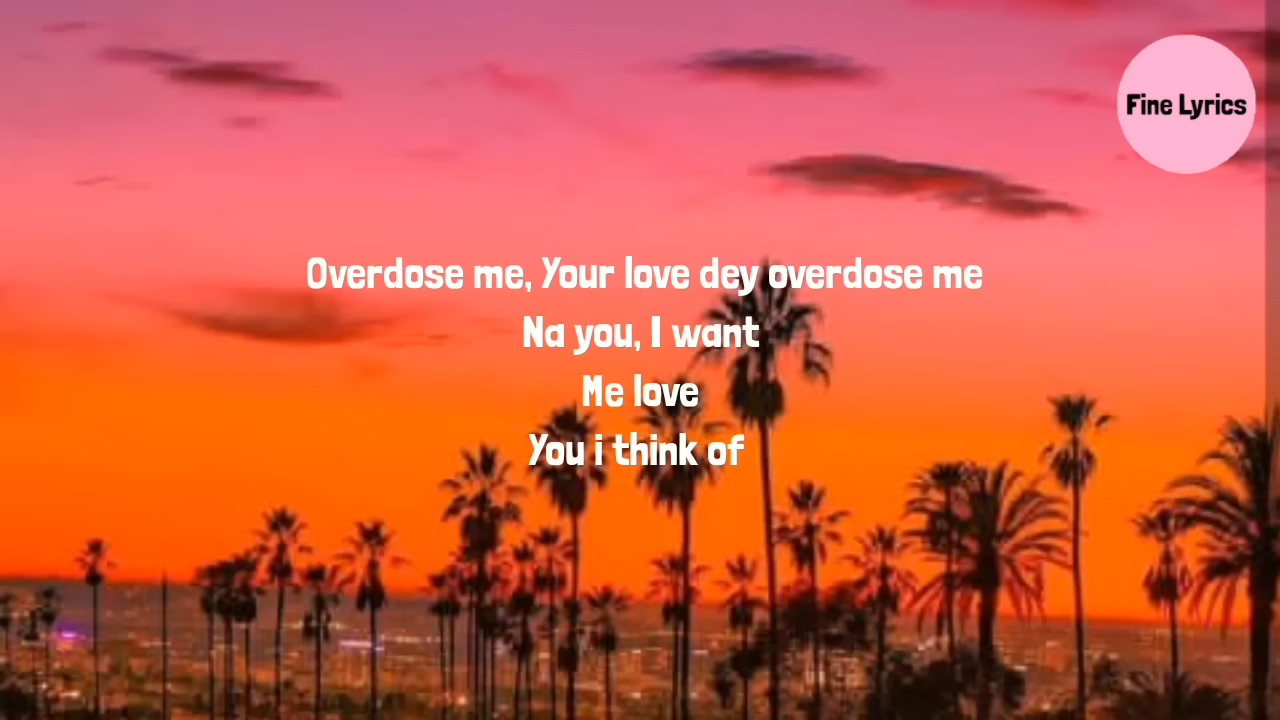 Fine Lyrics
Overdose me, Your love dey overdose me
Na you, I want
Me love
You i think of